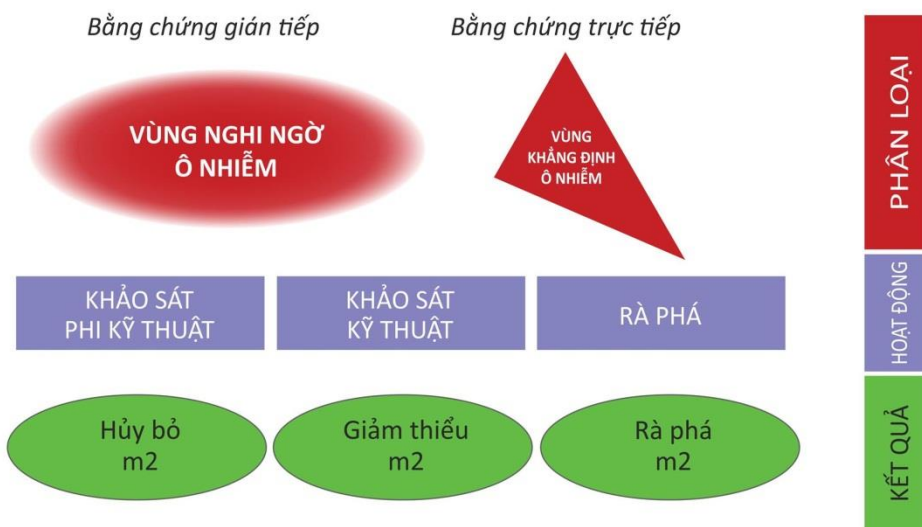 Bằng chứng gián tiếp
Bằng chứng trực tiếp
VÙNG NGHI NGỜ
Ô NHIỄM
VÙNG
KHẲNG ĐỊNH
Ô NHIỄM
PHÂN LOẠI
KHẢO SÁT
PHI KỸ THUẬT
KHẢO SÁT
KỸ THUẬT
RÀ PHÁ
HOẠT ĐỘNG
Hủy bỏ
m2
Giảm thiểu
m2
Rà phá
m2
KẾT QUẢ